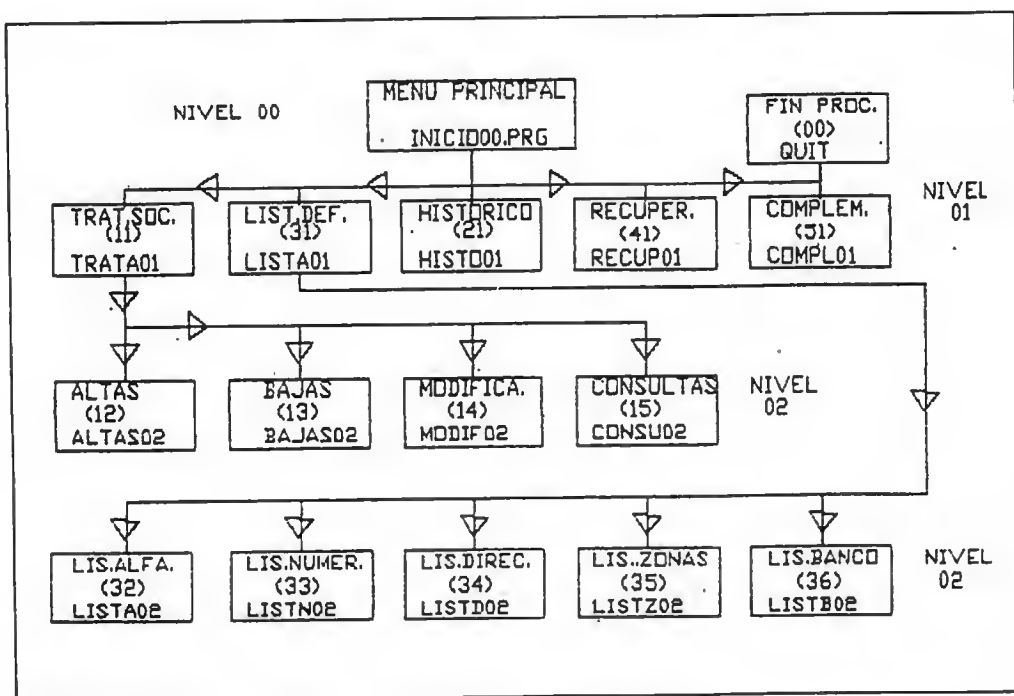 NIVEL 00
MENU PRINCIPAL
INICIO00.PRG
FIN PROC.
(00)
QUIT
NIVEL
01
TRAT.SOC.
(11)
TRATA01
LIST.DEF.
(31)
LISTA01
HISTORICO
(21)
HISTO01
RECUPER.
(41)
RECUP01
COMPLEM.
(51)
COMPL01
ALTAS
(12)
ALTAS02
BAJAS
(13)
BAJAS02
MODIFICA.
(14)
MODIF02
CONSULTAS
(15)
CONSU02
NIVEL
02
LIS.ALFA.
(32)
LISTA02
LIS.NUMER.
(33)
LISTN02
LIS.DIREC.
(34)
LISTD02
LIS..ZONAS
(35)
LISTZ02
LIS.BANCO
(36)
LISTB02
NIVEL
02